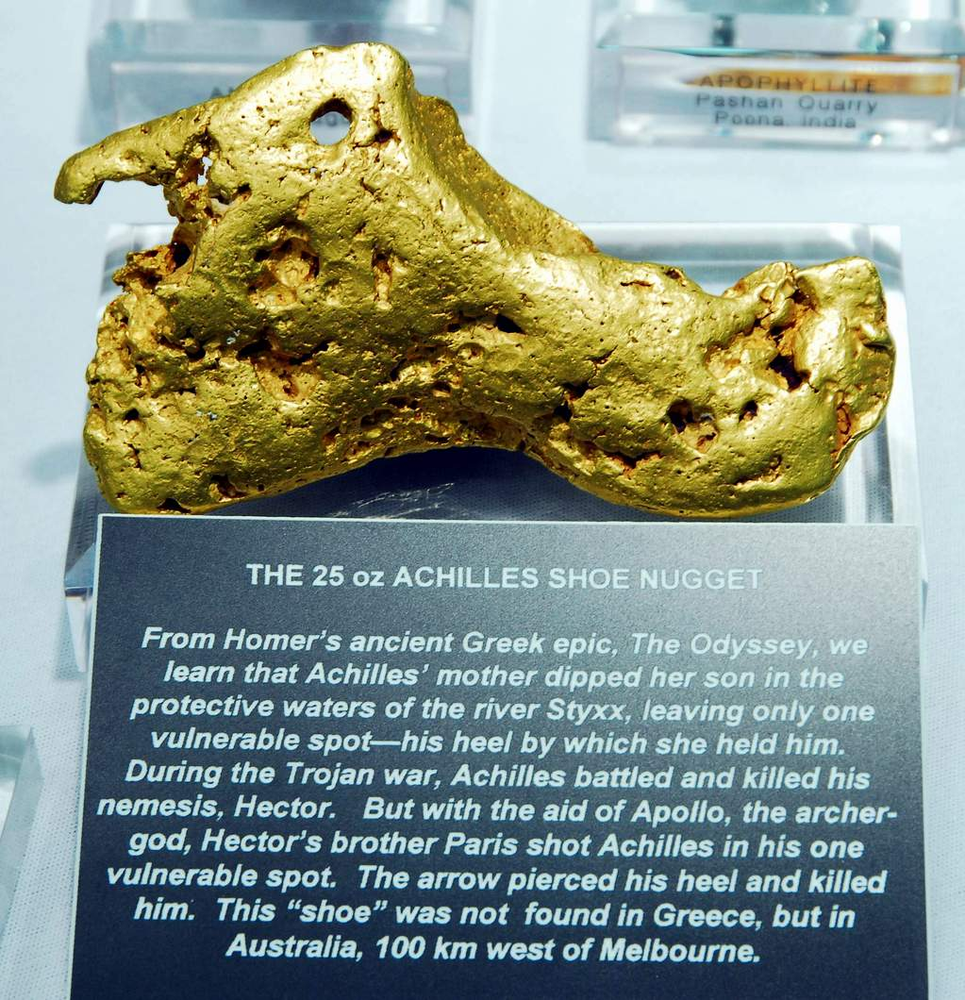 APOPHYLLITE
Pashan Quarry
Poona, India
THE 25 oz ACHILLES SHOE NUGGET
From Homer's ancient Greek epic, The Odyssey, we
learn that Achilles' mother dipped her son in the
protective waters of the river Styxx, leaving only one
vulnerable spot—his heel by which she held him.
During the Trojan war, Achilles battled and killed his
nemesis, Hector.   But with the aid of Apollo, the archer-
god, Hector's brother Paris shot Achilles in his one
vulnerable spot.  The arrow pierced his heel and killed
him.  This "shoe" was not  found in Greece, but in
Australia, 100 km west of Melbourne.